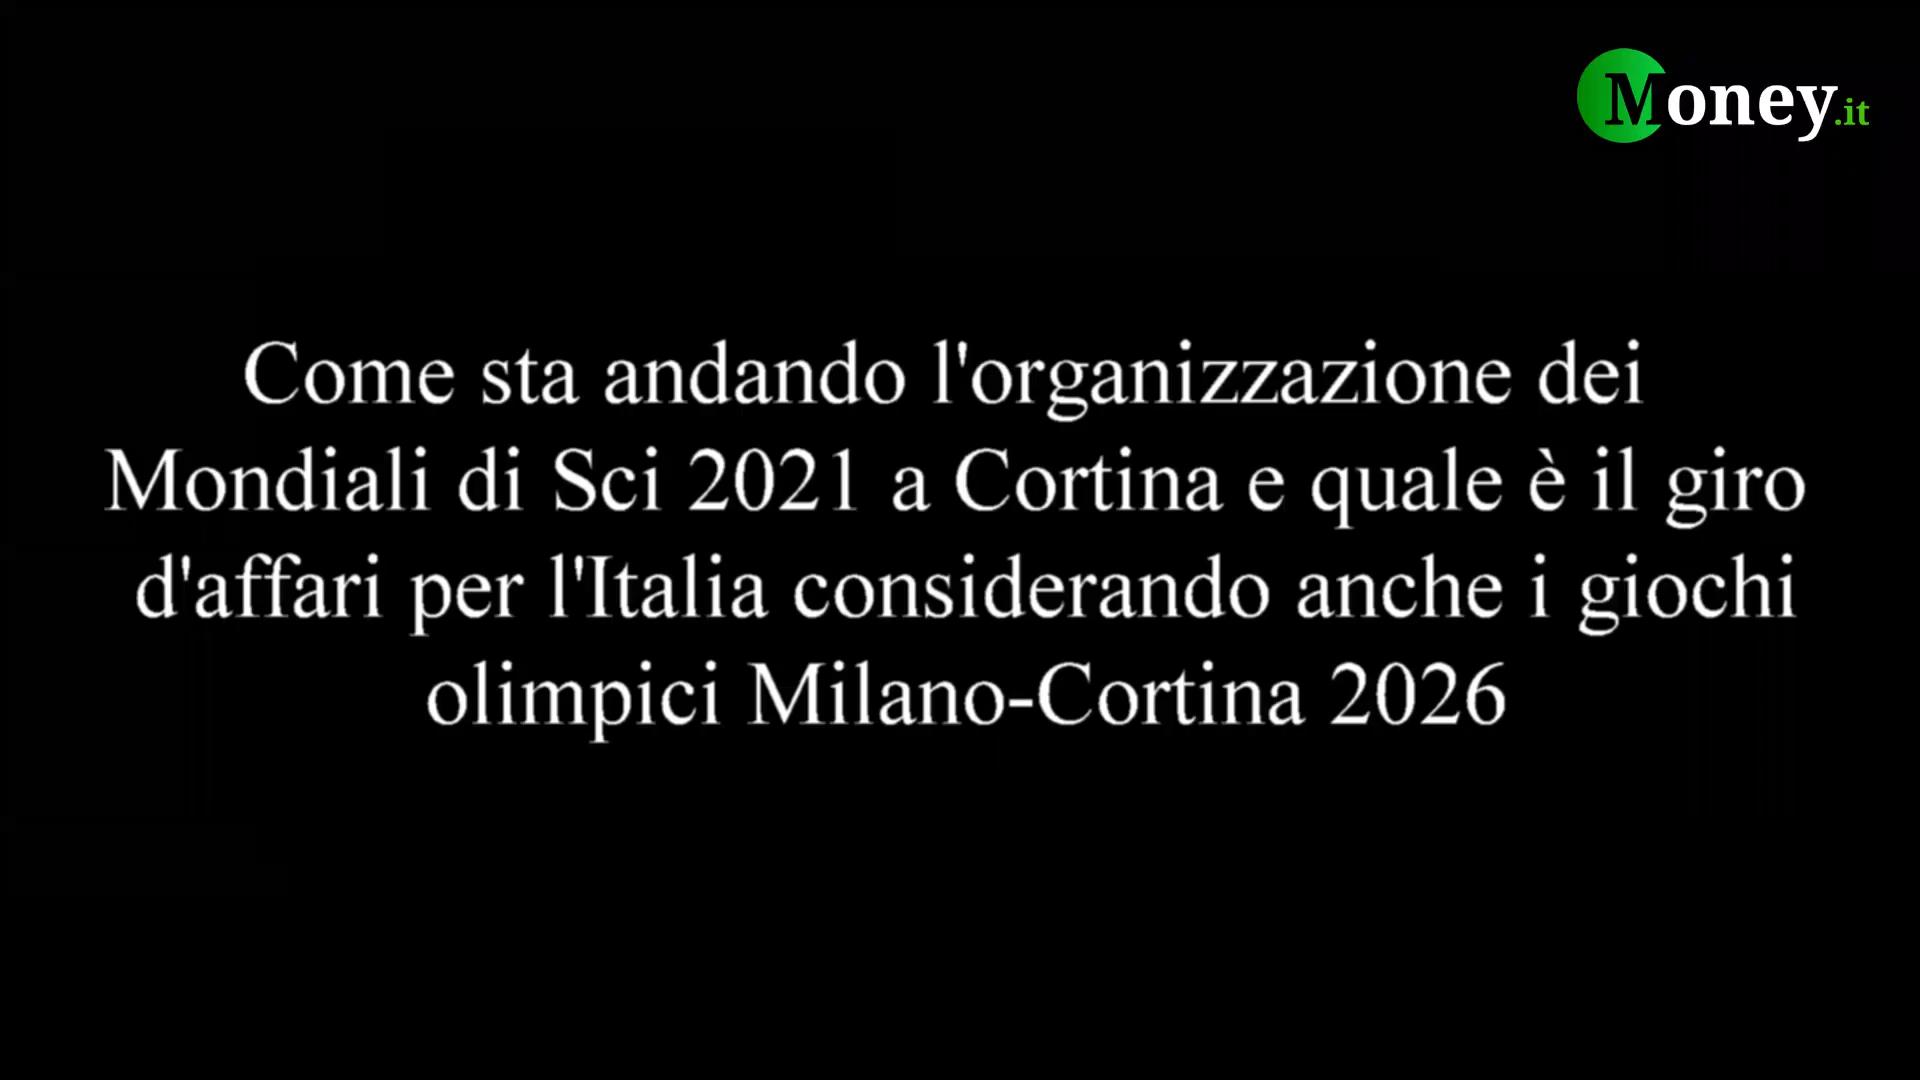 Money.it
Come sta andando l'organizzazione dei
Mondiali di Sci 2021 a Cortina e quale è il giro
d'affari per l'Italia considerando anche i giochi
olimpici Milano-Cortina 2026